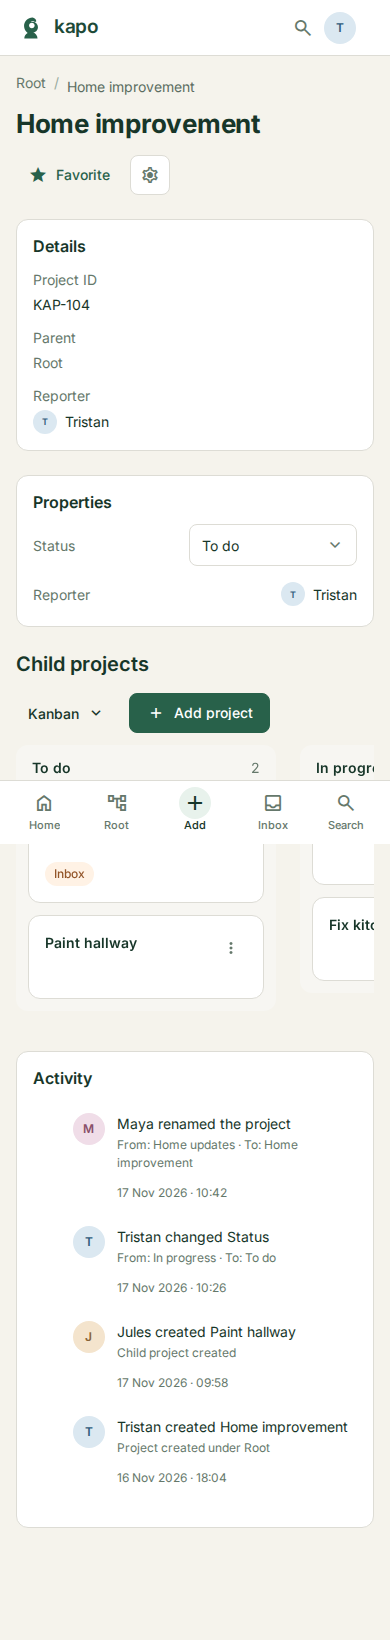 kapo
T
Root / Home improvement
Home improvement
Favorite
Details
Project ID
KAP-104
Parent
Root
Reporter
T Tristan
Properties
Status To do
Reporter T Tristan
Child projects
Kanban Add project
To do 2 In progr
Home Root Add Inbox Search
Inbox
Paint hallway
Fix kitc
Activity
M Maya renamed the project
From: Home updates · To: Home
improvement
17 Nov 2026 · 10:42
T Tristan changed Status
From: In progress · To: To do
17 Nov 2026 · 10:26
J Jules created Paint hallway
Child project created
17 Nov 2026 · 09:58
T Tristan created Home improvement
Project created under Root
16 Nov 2026 · 18:04